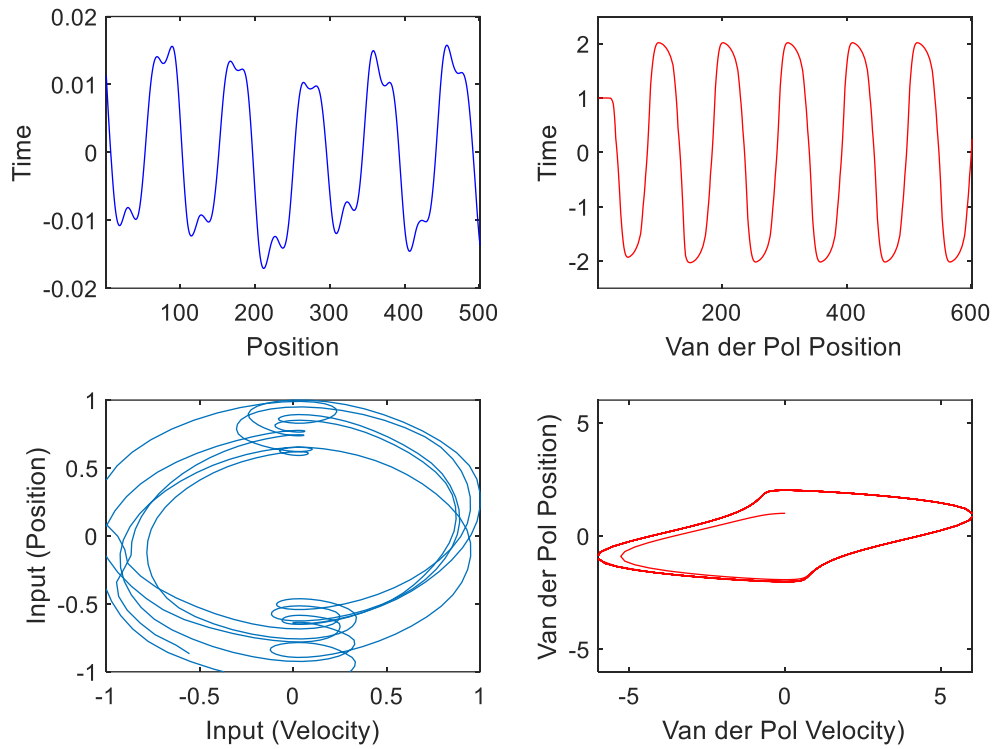 0.02
0.01
0
-0.01
-0.02
Time
100 200 300 400 500
Position
2
1
0
-1
-2
Time
200 400 600
Van der Pol Position
1
0.5
0
-0.5
-1
Input (Position)
-1 -0.5 0 0.5 1
Input (Velocity)
5
0
-5
Van der Pol Position)
-5 0 5
Van der Pol Velocity)